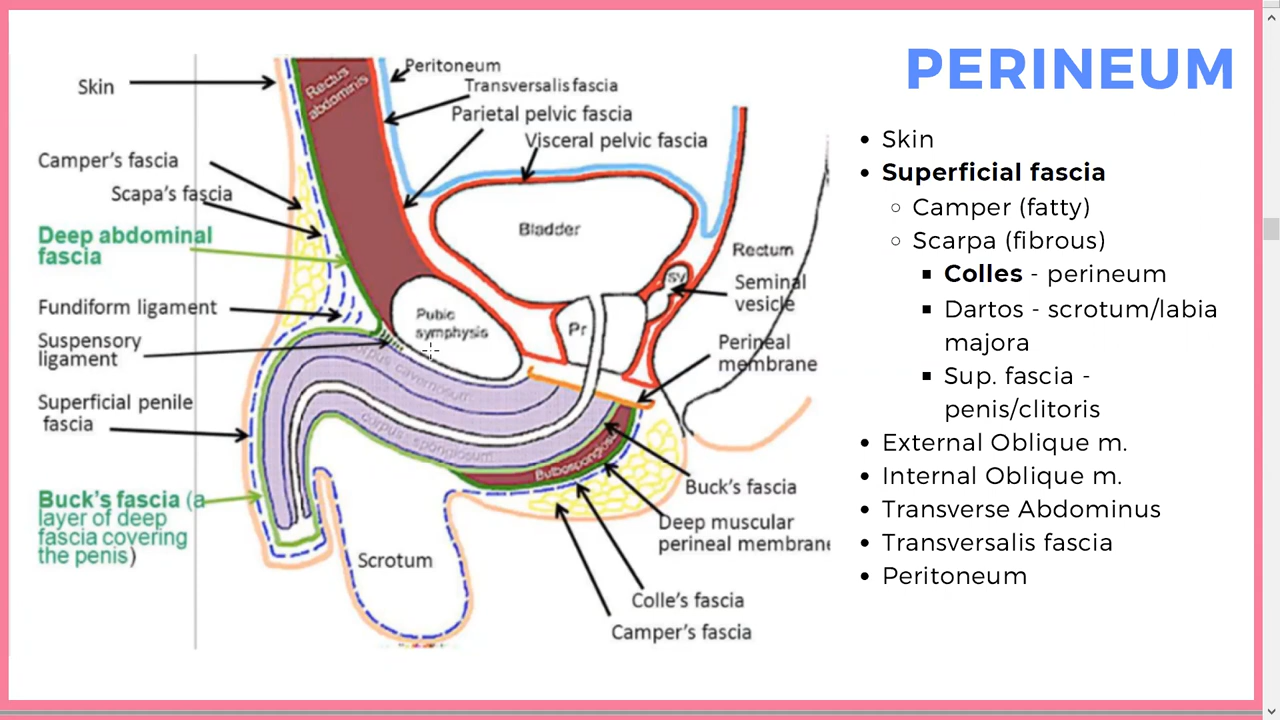 PERINEUM
Skin
Camper's fascia
Scapa's fascia
Deep abdominal
fascia
Fundiform ligament
Suspensory
ligament
Superficial penile
fascia
Buck's fascia (a
layer of deep
fascia covering
the penis)
Rectus
abdominis
Peritoneum
Transversalis fascia
Parietal pelvic fascia
Visceral pelvic fascia
Bladder
Rectum
SV
Seminal
vesicle
Pubic
symphysis
Pr
Perineal
membrane
corpus cavernosum
corpus spongiosum
Bulbospongiosu
Buck's fascia
Deep muscular
perineal membrane
Scrotum
Colle's fascia
Camper's fascia
• Skin
• Superficial fascia
◦ Camper (fatty)
◦ Scarpa (fibrous)
▪ Colles - perineum
▪ Dartos - scrotum/labia
majora
▪ Sup. fascia -
penis/clitoris
• External Oblique m.
• Internal Oblique m.
• Transverse Abdominus
• Transversalis fascia
• Peritoneum